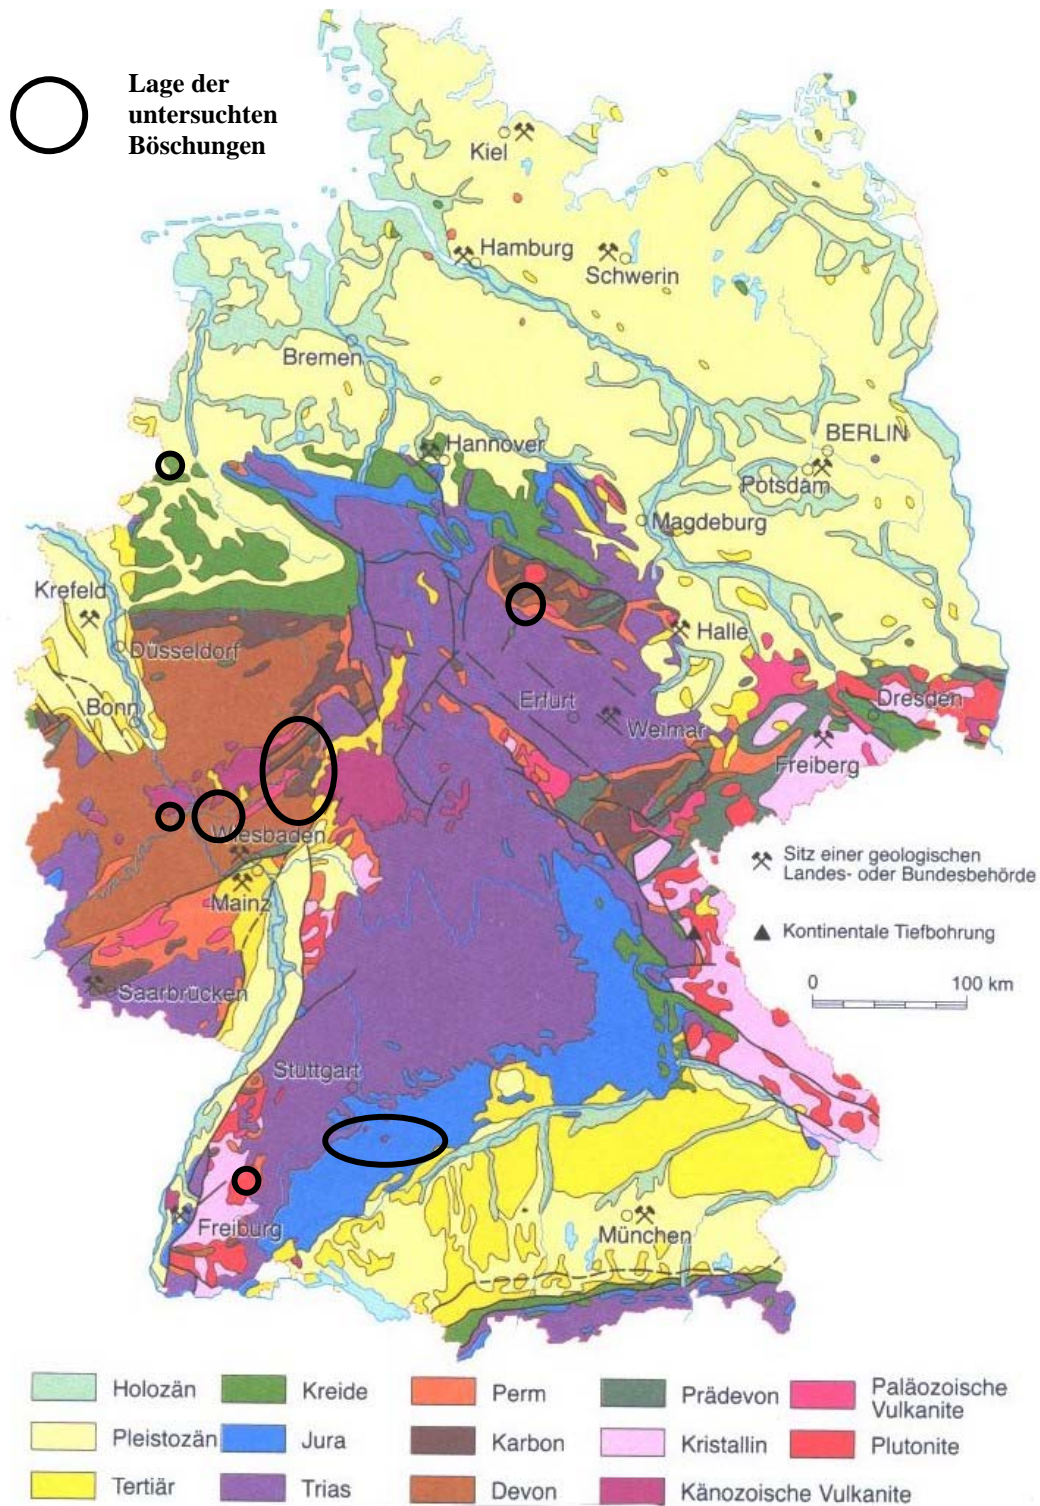 Lage der
untersuchten
Böschungen
Kiel
Hamburg
Schwerin
Bremen
Hannover
BERLIN
Potsdam
Magdeburg
Krefeld
Halle
Düsseldorf
Erfurt
Weimar
Dresden
Bonn
Freiberg
Wiesbaden
Mainz
Sitz einer geologischen
Landes- oder Bundesbehörde
Kontinentale Tiefbohrung
0 100 km
Saarbrücken
Stuttgart
Freiburg
München
Holozän Kreide Perm Prädevon Paläozoische
Vulkanite
Pleistozän Jura Karbon Kristallin Plutonite
Tertiär Trias Devon Känozoische Vulkanite